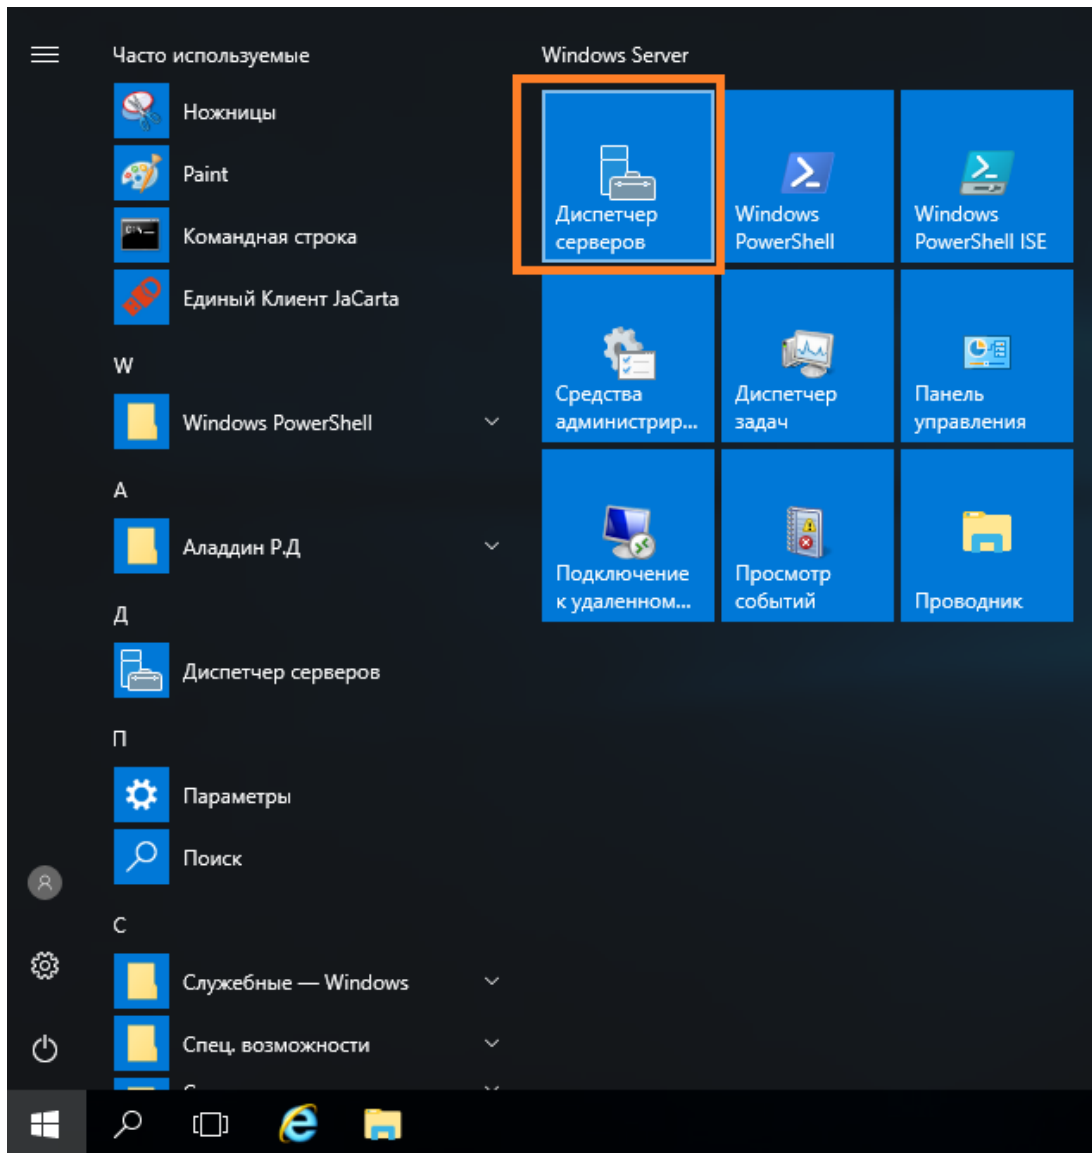 Часто используемые
Ножницы
Paint
Командная строка
Единый Клиент JaCarta
W
Windows PowerShell
А
Аладдин Р.Д
Д
Диспетчер серверов
П
Параметры
Поиск
С
Служебные — Windows
Спец. возможности
Windows Server
Диспетчер
серверов
Windows
PowerShell
Windows
PowerShell ISE
Средства
администрир...
Диспетчер
задач
Панель
управления
Подключение
к удаленном...
Просмотр
событий
Проводник